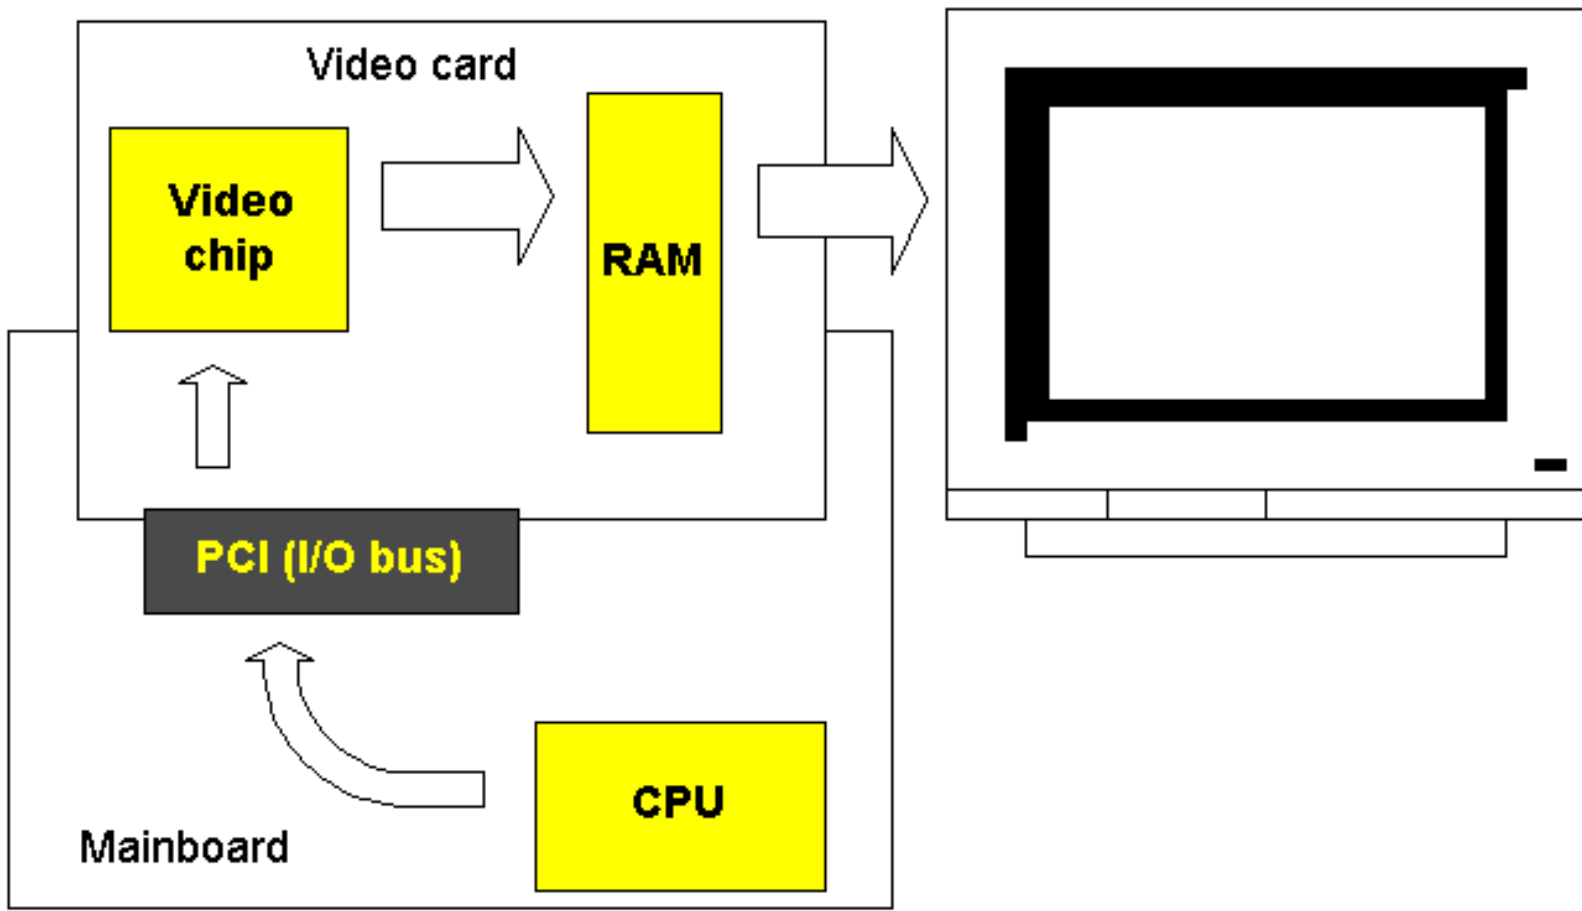 Video card
Video
chip
RAM
PCI (I/O bus)
CPU
Mainboard